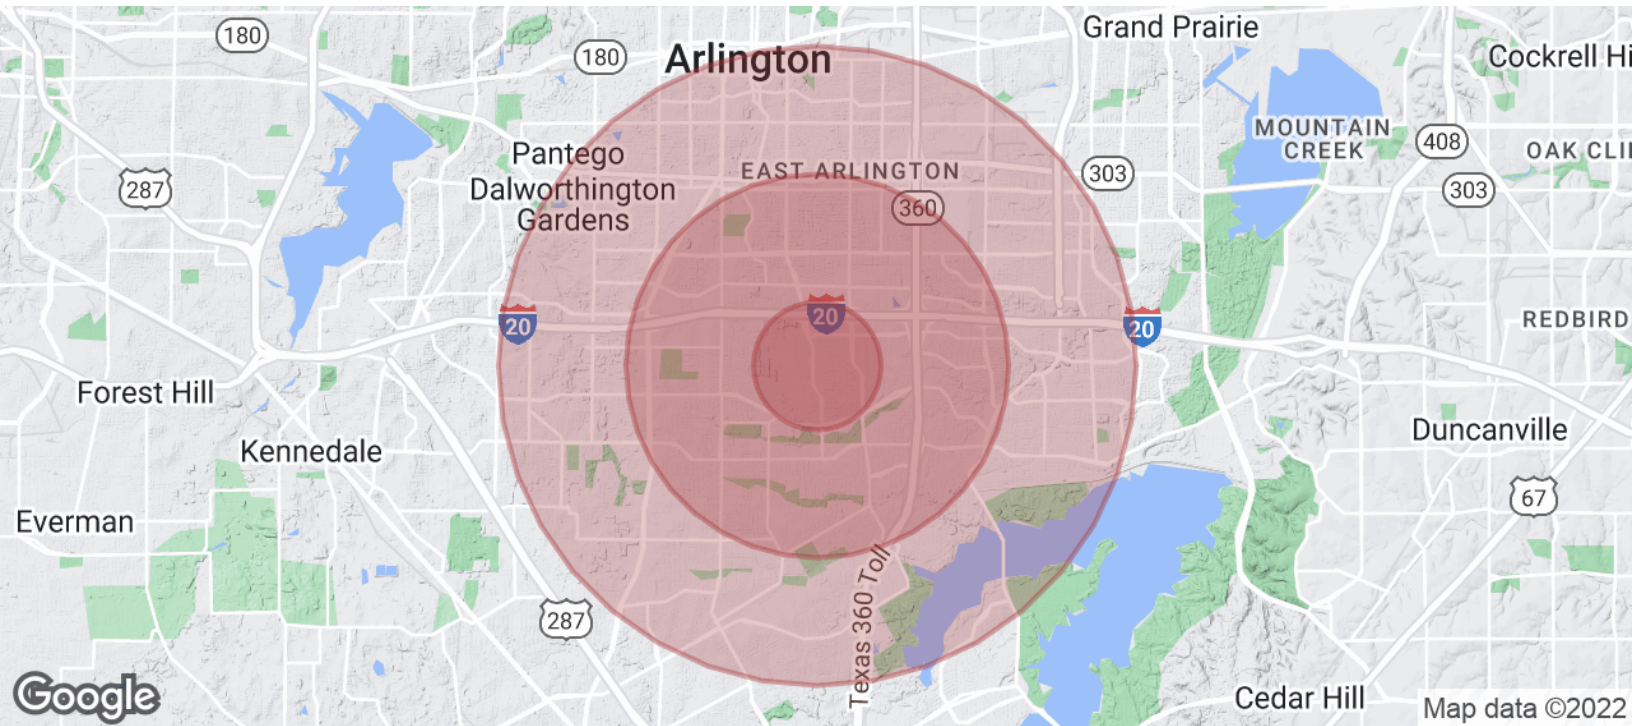 180
Arlington
180
Grand Prairie
Cockrell Hi
MOUNTAIN
CREEK
408
OAK CLI
Pantego
EAST ARLINGTON
303
287
Dalworthington
Gardens
303
360
20
20
20
REDBIRD
Forest Hill
Kennedale
Duncanville
67
Everman
Texas 360 Toll
287
Google
Cedar Hill
Map data ©2022